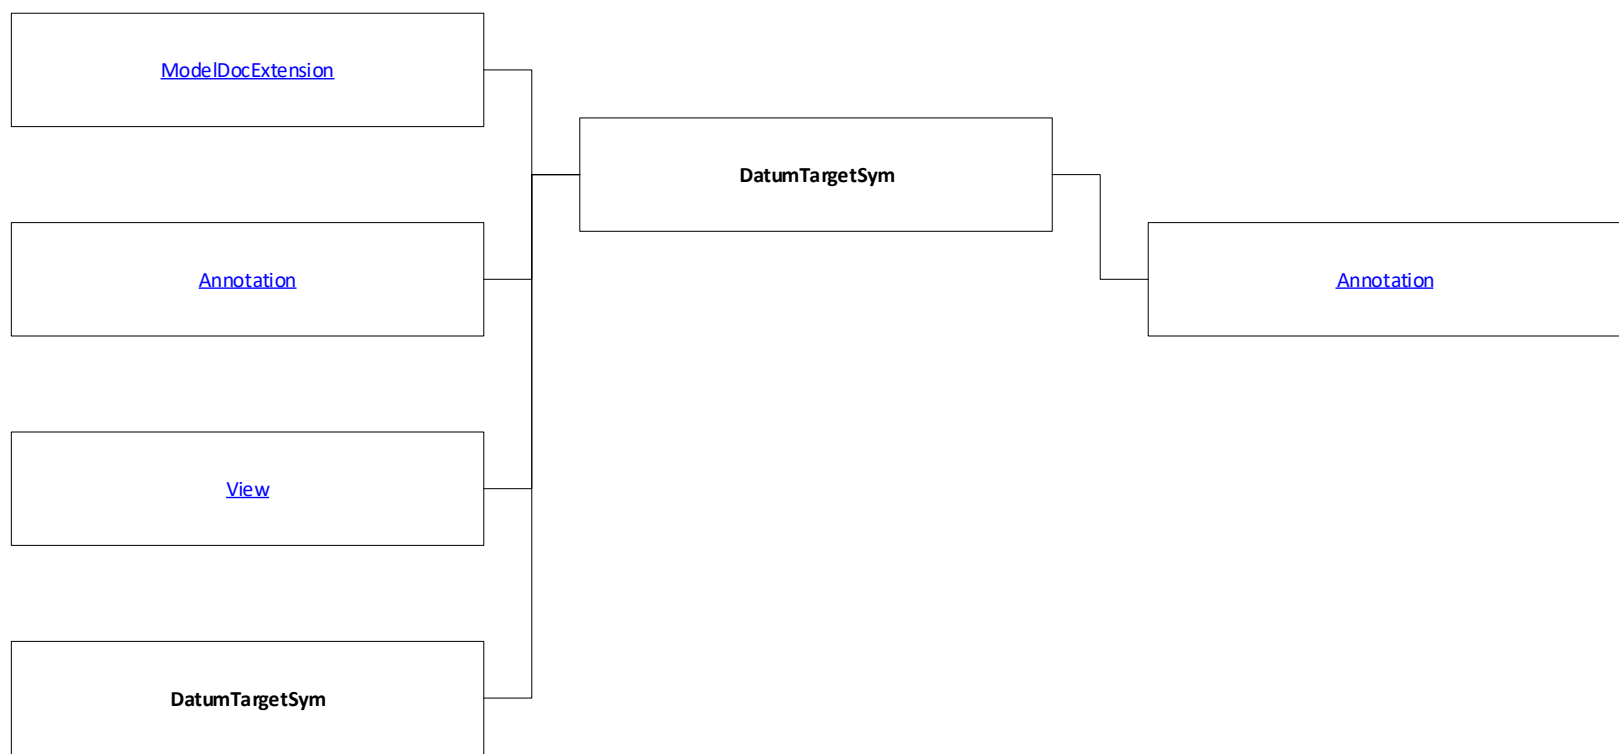 ModelDocExtension
DatumTargetSym
Annotation
Annotation
View
DatumTargetSym